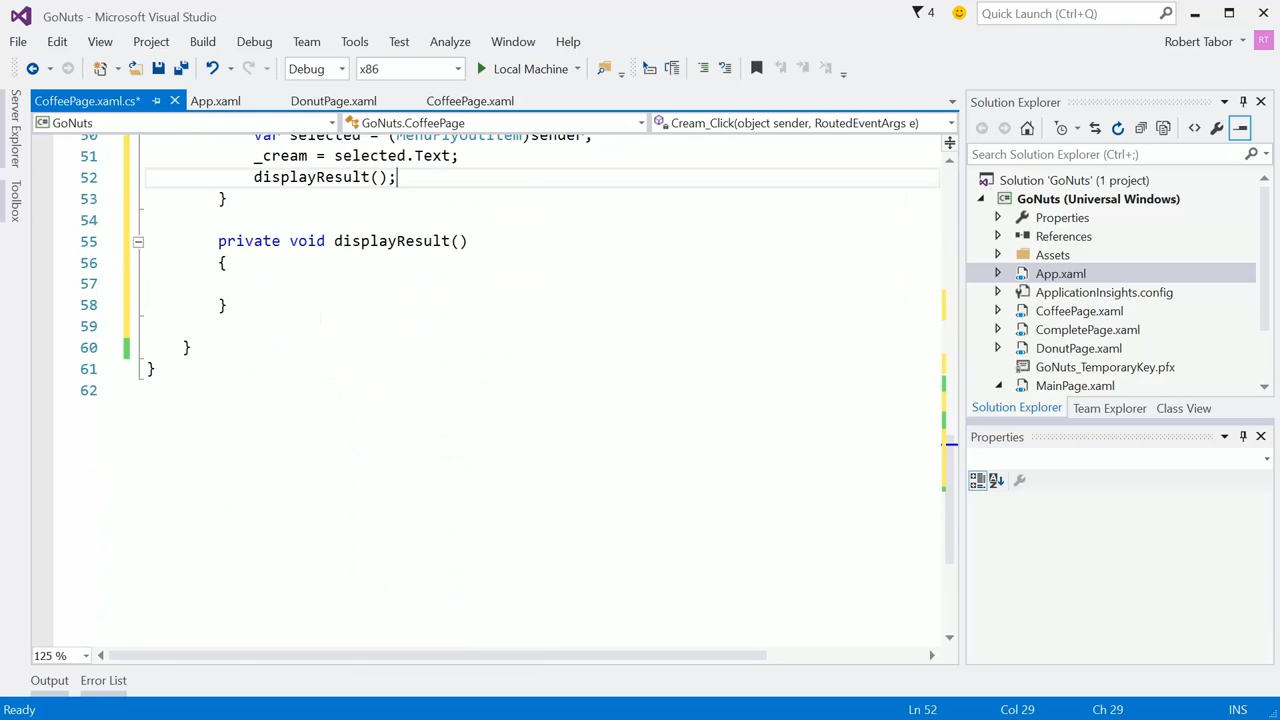 GoNuts - Microsoft Visual Studio
4
Quick Launch (Ctrl+Q)
File Edit View Project Build Debug Team Tools Test Analyze Window Help
Robert Tabor RT
Debug x86 Local Machine
Server Explorer
Toolbox
CoffeePage.xaml.cs* App.xaml DonutPage.xaml CoffeePage.xaml
GoNuts GoNuts.CoffeePage Cream_Click(object sender, RoutedEventArgs e)
50 var selected = (MenuFlyoutItem)sender;
51 _cream = selected.Text;
52 displayResult();
53 }
54
55 private void displayResult()
56 {
57
58 }
59
60 }
61 }
62
125 %
Output Error List
Solution Explorer
Search Solution Explorer (Ctrl+;)
Solution 'GoNuts' (1 project)
GoNuts (Universal Windows)
Properties
References
Assets
App.xaml
ApplicationInsights.config
CoffeePage.xaml
CompletePage.xaml
DonutPage.xaml
GoNuts_TemporaryKey.pfx
MainPage.xaml
Solution Explorer Team Explorer Class View
Properties
Ready Ln 52 Col 29 Ch 29 INS